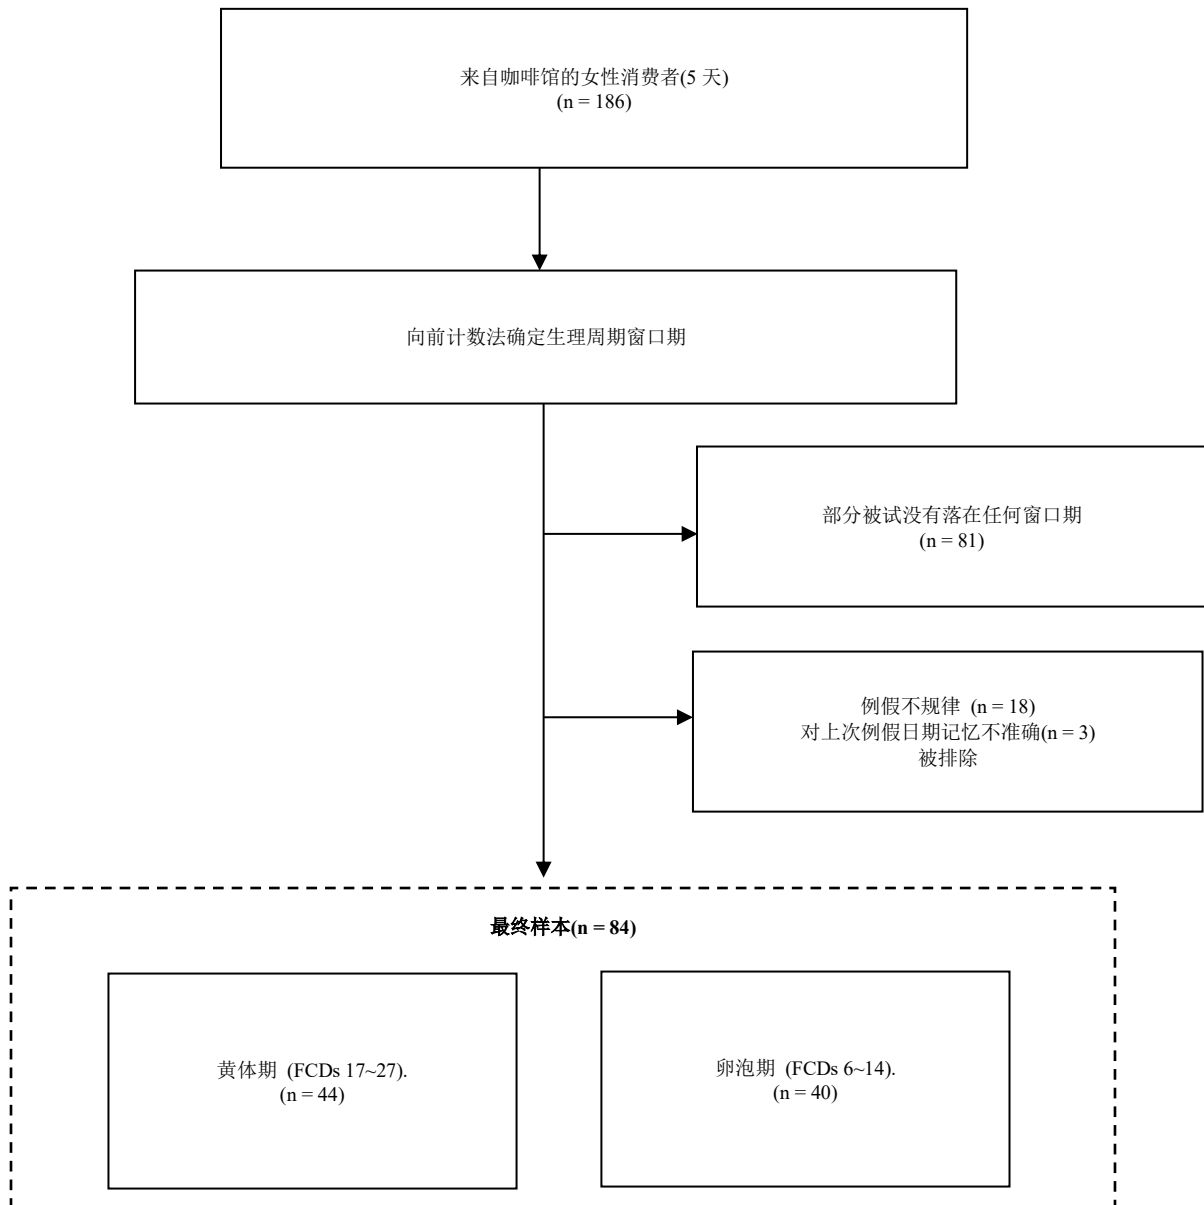 来自咖啡馆的女性消费者(5 天)
(n = 186)
向前计数法确定生理周期窗口期
部分被试没有落在任何窗口期
(n = 81)
例假不规律 (n = 18)
对上次例假日期记忆不准确(n = 3)
被排除
最终样本(n = 84)
黄体期 (FCDs 17~27).
(n = 44)
卵泡期 (FCDs 6~14).
(n = 40)